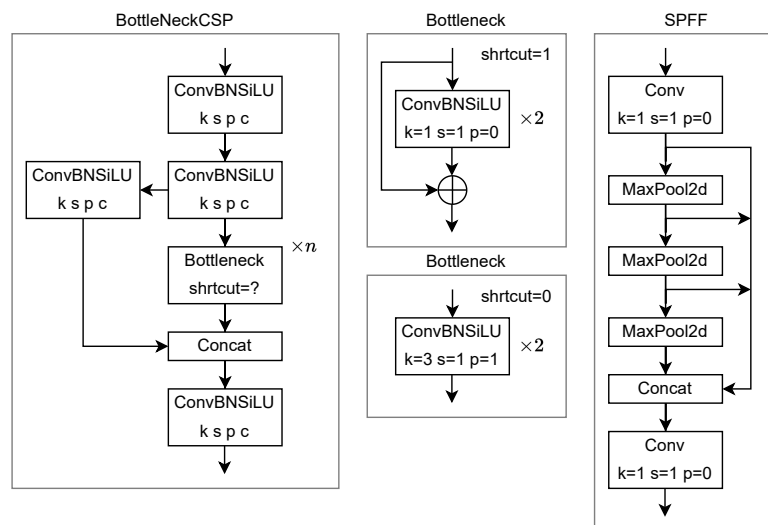 BottleNeckCSP
ConvBNSiLU
k s p c
ConvBNSiLU
k s p c
ConvBNSiLU
k s p c
Bottleneck
shrtcut=?
×n
Concat
ConvBNSiLU
k s p c
Bottleneck
shrtcut=1
ConvBNSiLU
k=1 s=1 p=0
×2
Bottleneck
shrtcut=0
ConvBNSiLU
k=3 s=1 p=1
×2
SPFF
Conv
k=1 s=1 p=0
MaxPool2d
MaxPool2d
MaxPool2d
Concat
Conv
k=1 s=1 p=0